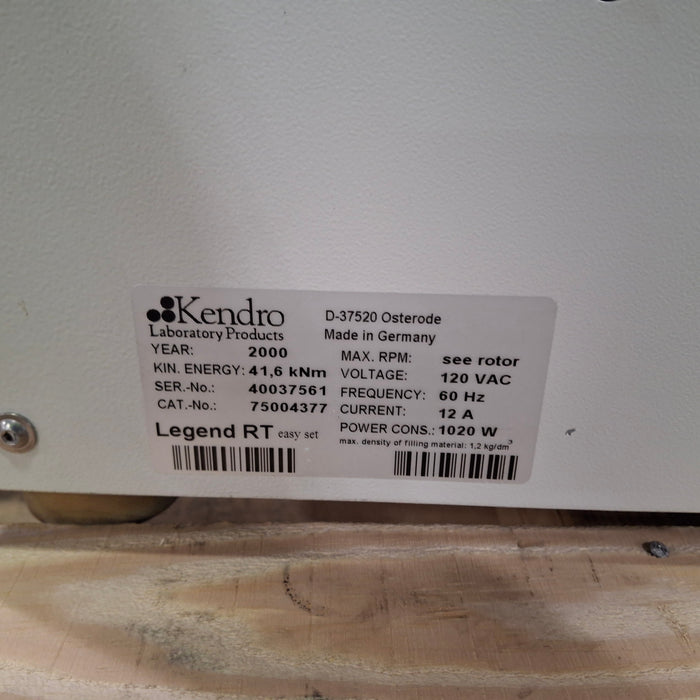 Kendro
Laboratory Products
D-37520 Osterode
Made in Germany
YEAR: 2000
KIN. ENERGY: 41,6 kNm
SER.-No.: 40037561
CAT.-No.: 75004377
Legend RT easy set
MAX. RPM: see rotor
VOLTAGE: 120 VAC
FREQUENCY: 60 Hz
CURRENT: 12 A
POWER CONS.: 1020 W
max. density of filling material: 1,2 kg/dm³